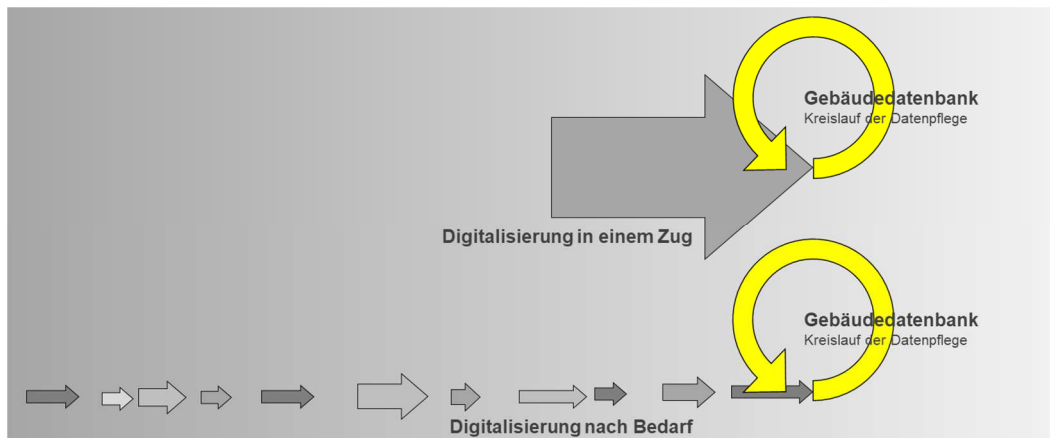 Gebäudedatenbank
Kreislauf der Datenpflege
Digitalisierung in einem Zug
Gebäudedatenbank
Kreislauf der Datenpflege
Digitalisierung nach Bedarf